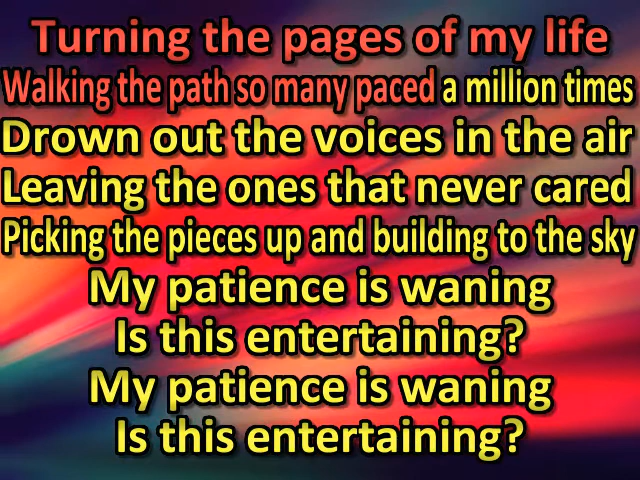 Turning the pages of my life
Walking the path so many paced a million times
Drown out the voices in the air
Leaving the ones that never cared
Picking the pieces up and building to the sky
My patience is waning
Is this entertaining?
My patience is waning
Is this entertaining?